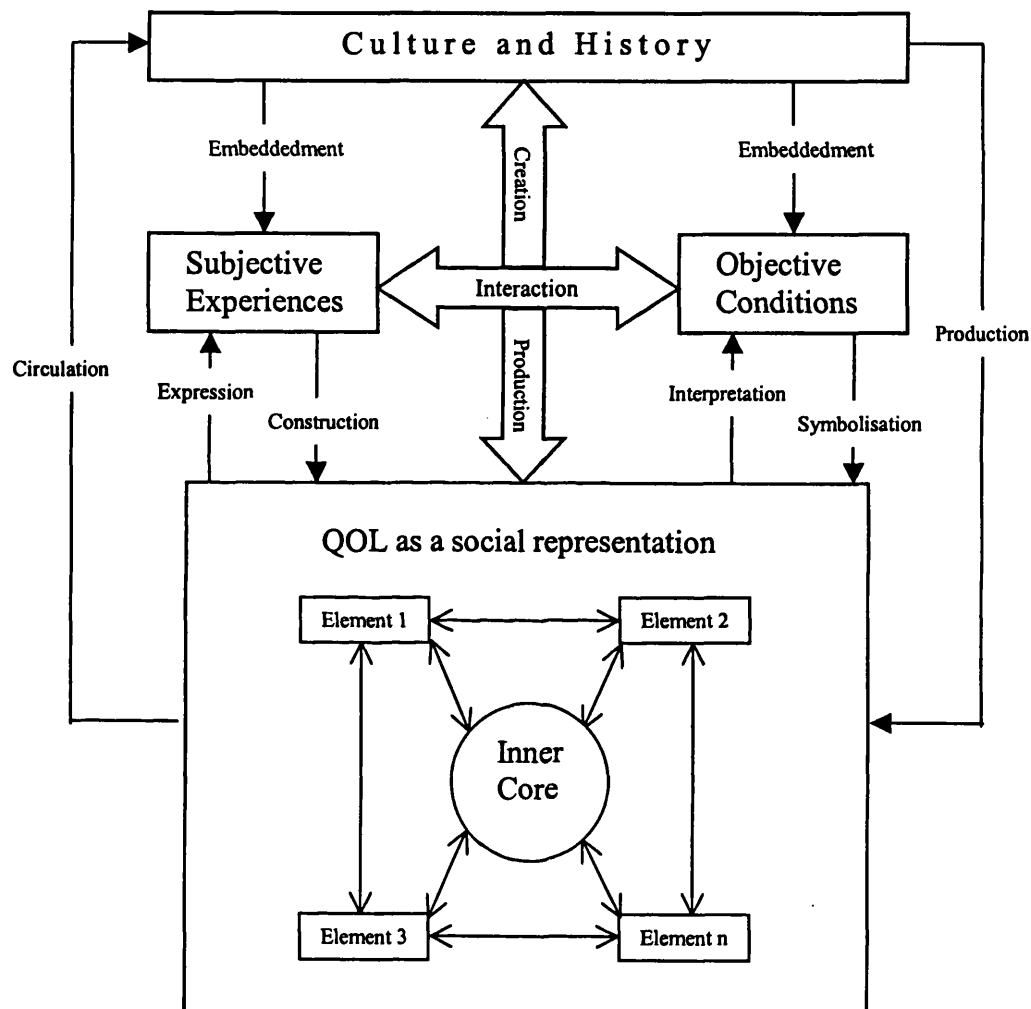 Culture and History
Embeddedment
Embeddedment
Creation
Subjective
Experiences
Interaction
Objective
Conditions
Production
Production
Circulation
Expression
Construction
Interpretation
Symbolisation
QOL as a social representation
Element 1
Element 2
Inner
Core
Element 3
Element n